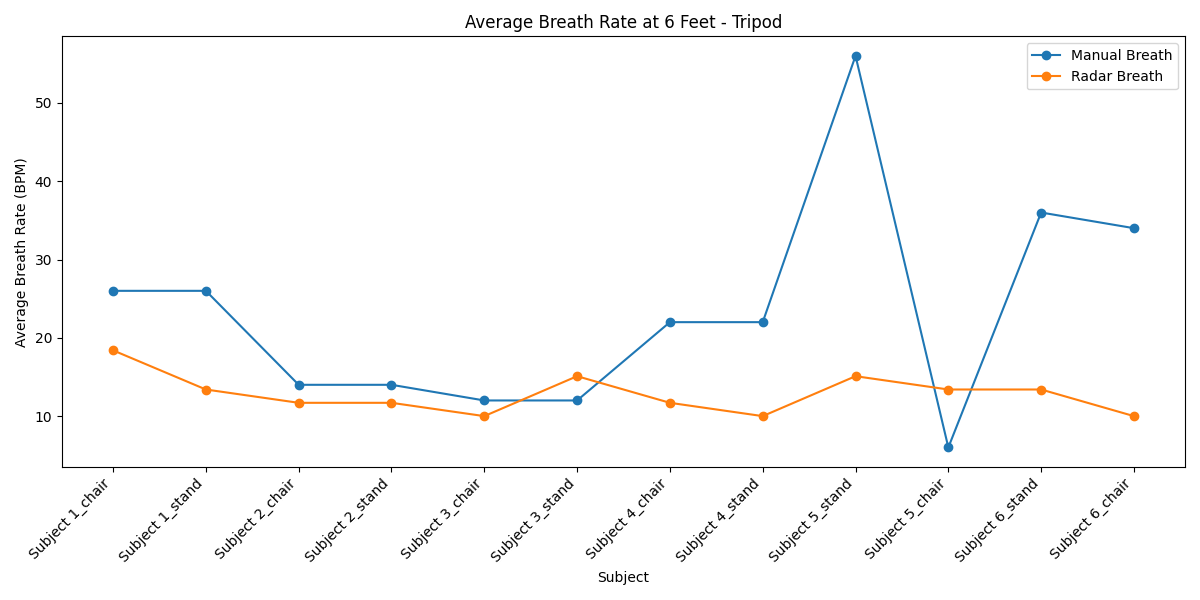 Average Breath Rate at 6 Feet - Tripod
Manual Breath
Radar Breath
Average Breath Rate (BPM)
50
40
30
20
10
Subject 1_chair
Subject 1_stand
Subject 2_chair
Subject 2_stand
Subject 3_chair
Subject 3_stand
Subject 4_chair
Subject 4_stand
Subject 5_stand
Subject 5_chair
Subject 6_stand
Subject 6_chair
Subject